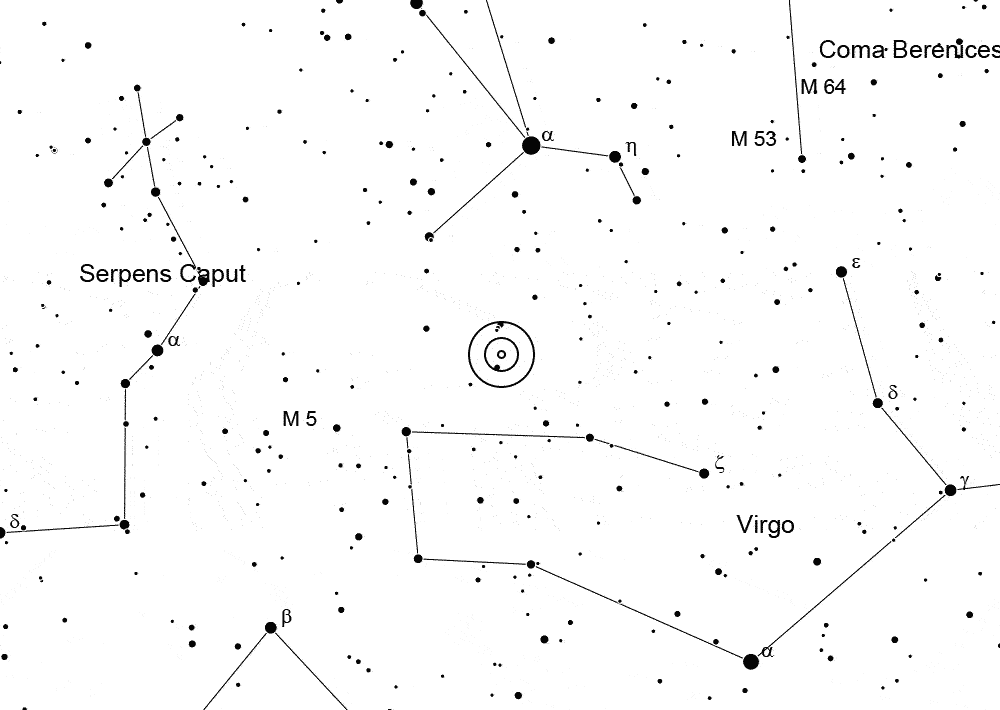 Coma Berenices
M 64
M 53
α
η
ε
Serpens Caput
α
δ
M 5
ζ
γ
δ
Virgo
β
α